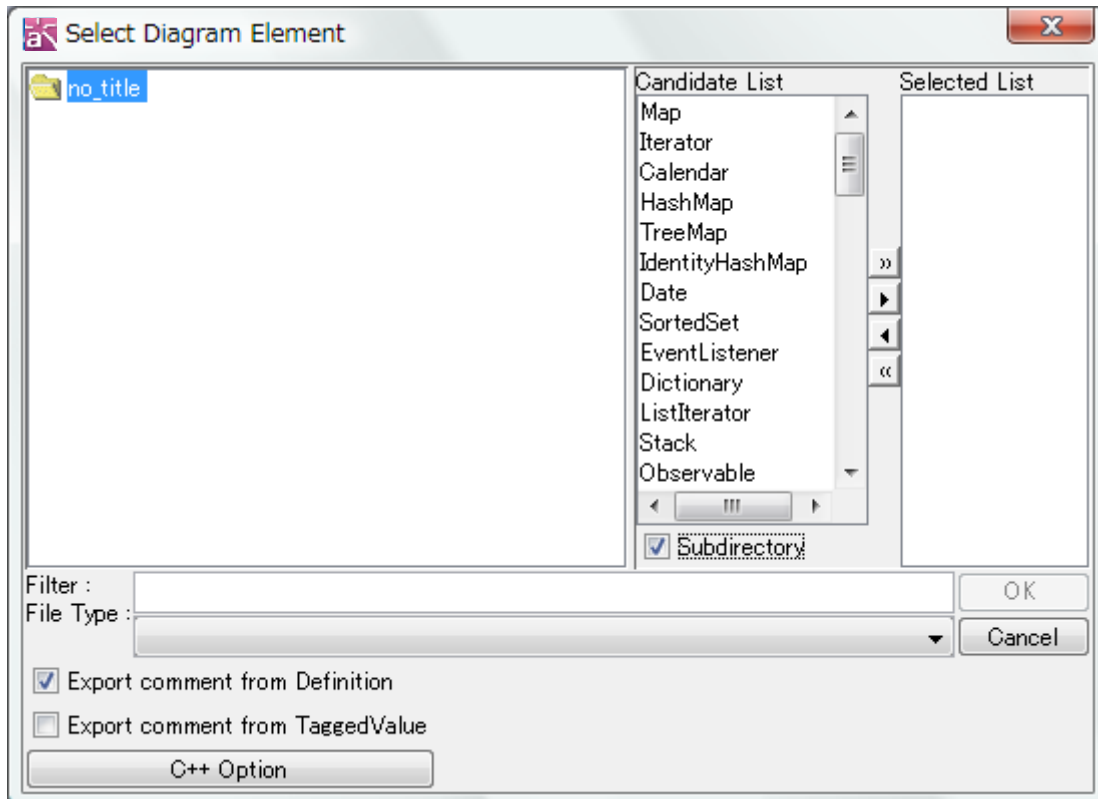 Select Diagram Element
no_title
Candidate List
Map
Iterator
Calendar
HashMap
TreeMap
IdentityHashMap
Date
SortedSet
EventListener
Dictionary
ListIterator
Stack
Observable
Subdirectory
Selected List
Filter :
File Type :
OK
Cancel
Export comment from Definition
Export comment from TaggedValue
C++ Option